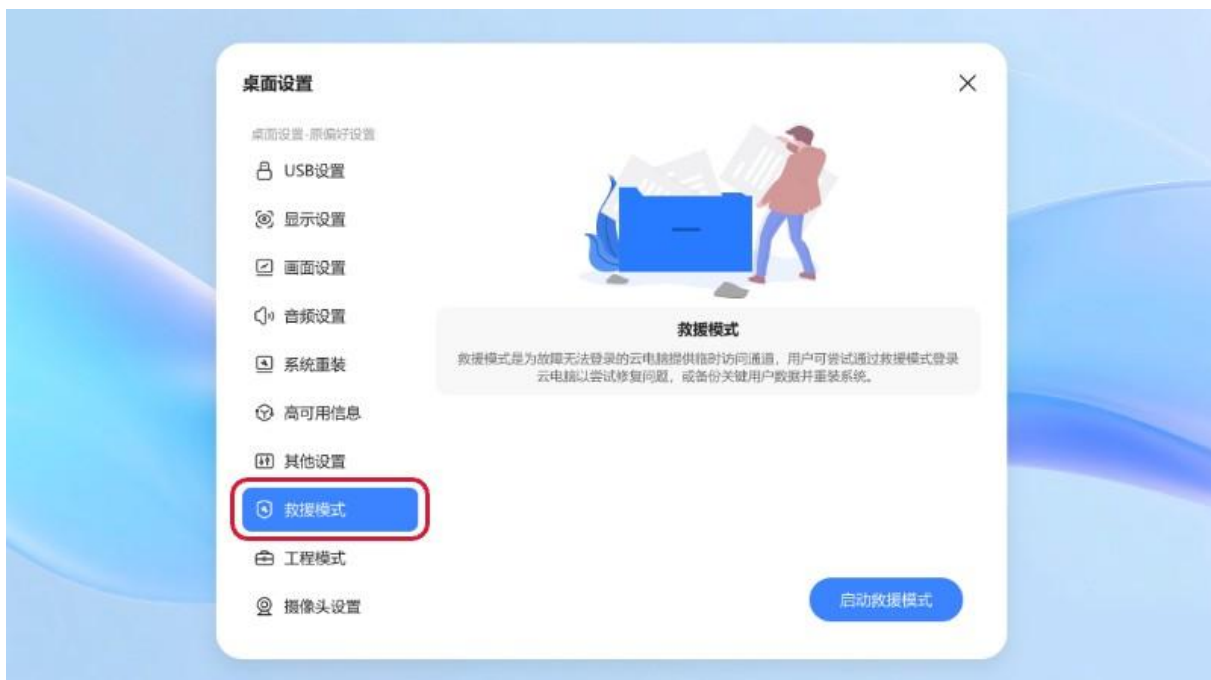 桌面设置
桌面设置-原偏好设置
USB设置
显示设置
画面设置
音频设置
系统重装
高可用信息
其他设置
救援模式
工程模式
摄像头设置
救援模式
救援模式是为故障无法登录的云电脑提供临时访问通道，用户可尝试通过救援模式登录
云电脑以尝试修复问题，或备份关键用户数据并重装系统。
启动救援模式